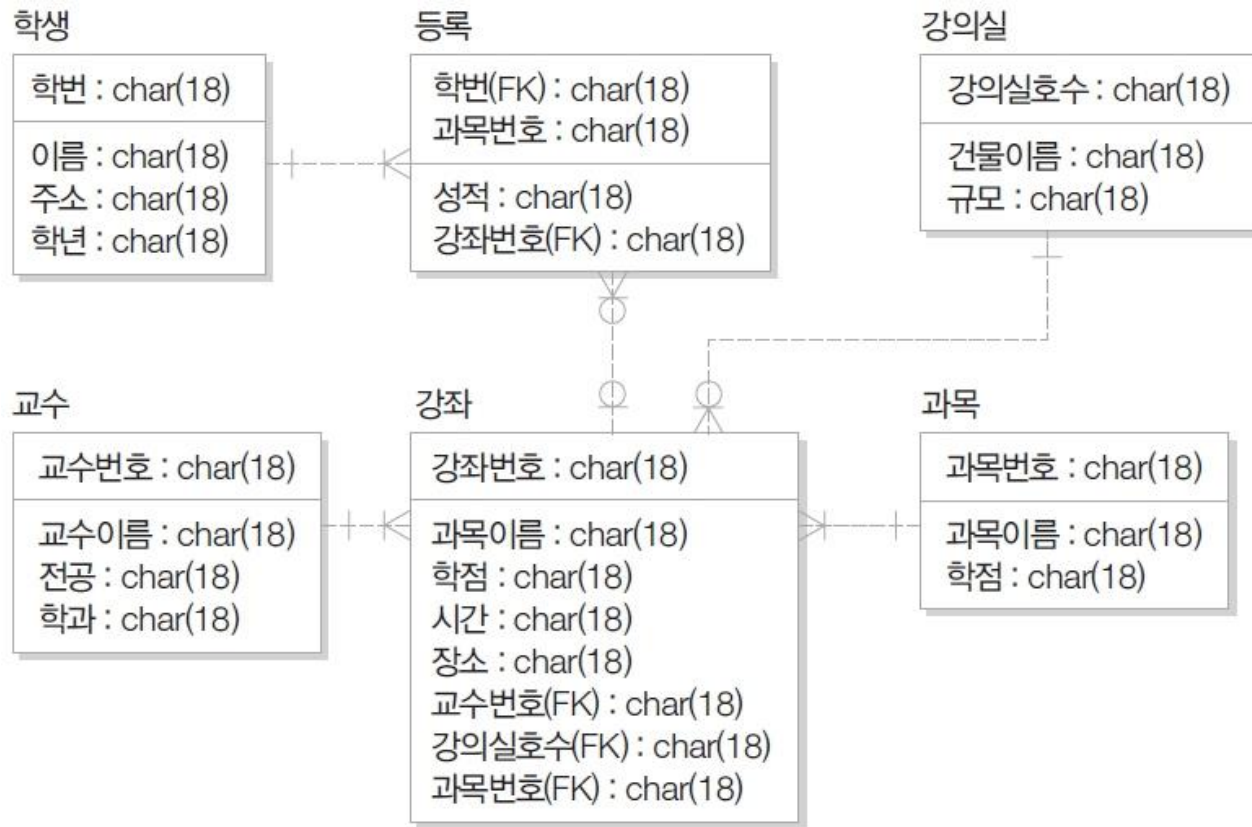 학생
학번 : char(18)
이름 : char(18)
주소 : char(18)
학년 : char(18)
등록
학번(FK) : char(18)
과목번호 : char(18)
성적 : char(18)
강좌번호(FK) : char(18)
강의실
강의실호수 : char(18)
건물이름 : char(18)
규모 : char(18)
교수
교수번호 : char(18)
교수이름 : char(18)
전공 : char(18)
학과 : char(18)
강좌
강좌번호 : char(18)
과목이름 : char(18)
학점 : char(18)
시간 : char(18)
장소 : char(18)
교수번호(FK) : char(18)
강의실호수(FK) : char(18)
과목번호(FK) : char(18)
과목
과목번호 : char(18)
과목이름 : char(18)
학점 : char(18)